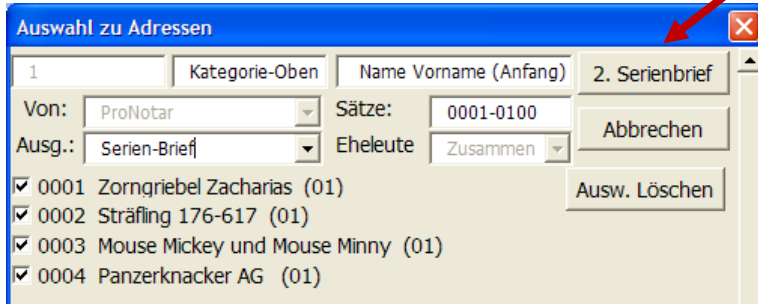 Auswahl zu Adressen
1 Kategorie-Oben Name Vorname (Anfang) 2. Serienbrief
Von: ProNotar Sätze: 0001-0100
Abbrechen
Ausg.: Serien-Brief Eheleute Zusammen
0001 Zorngriebel Zacharias (01) Ausw. Löschen
0002 Sträfling 176-617 (01)
0003 Mouse Mickey und Mouse Minny (01)
0004 Panzerknacker AG (01)